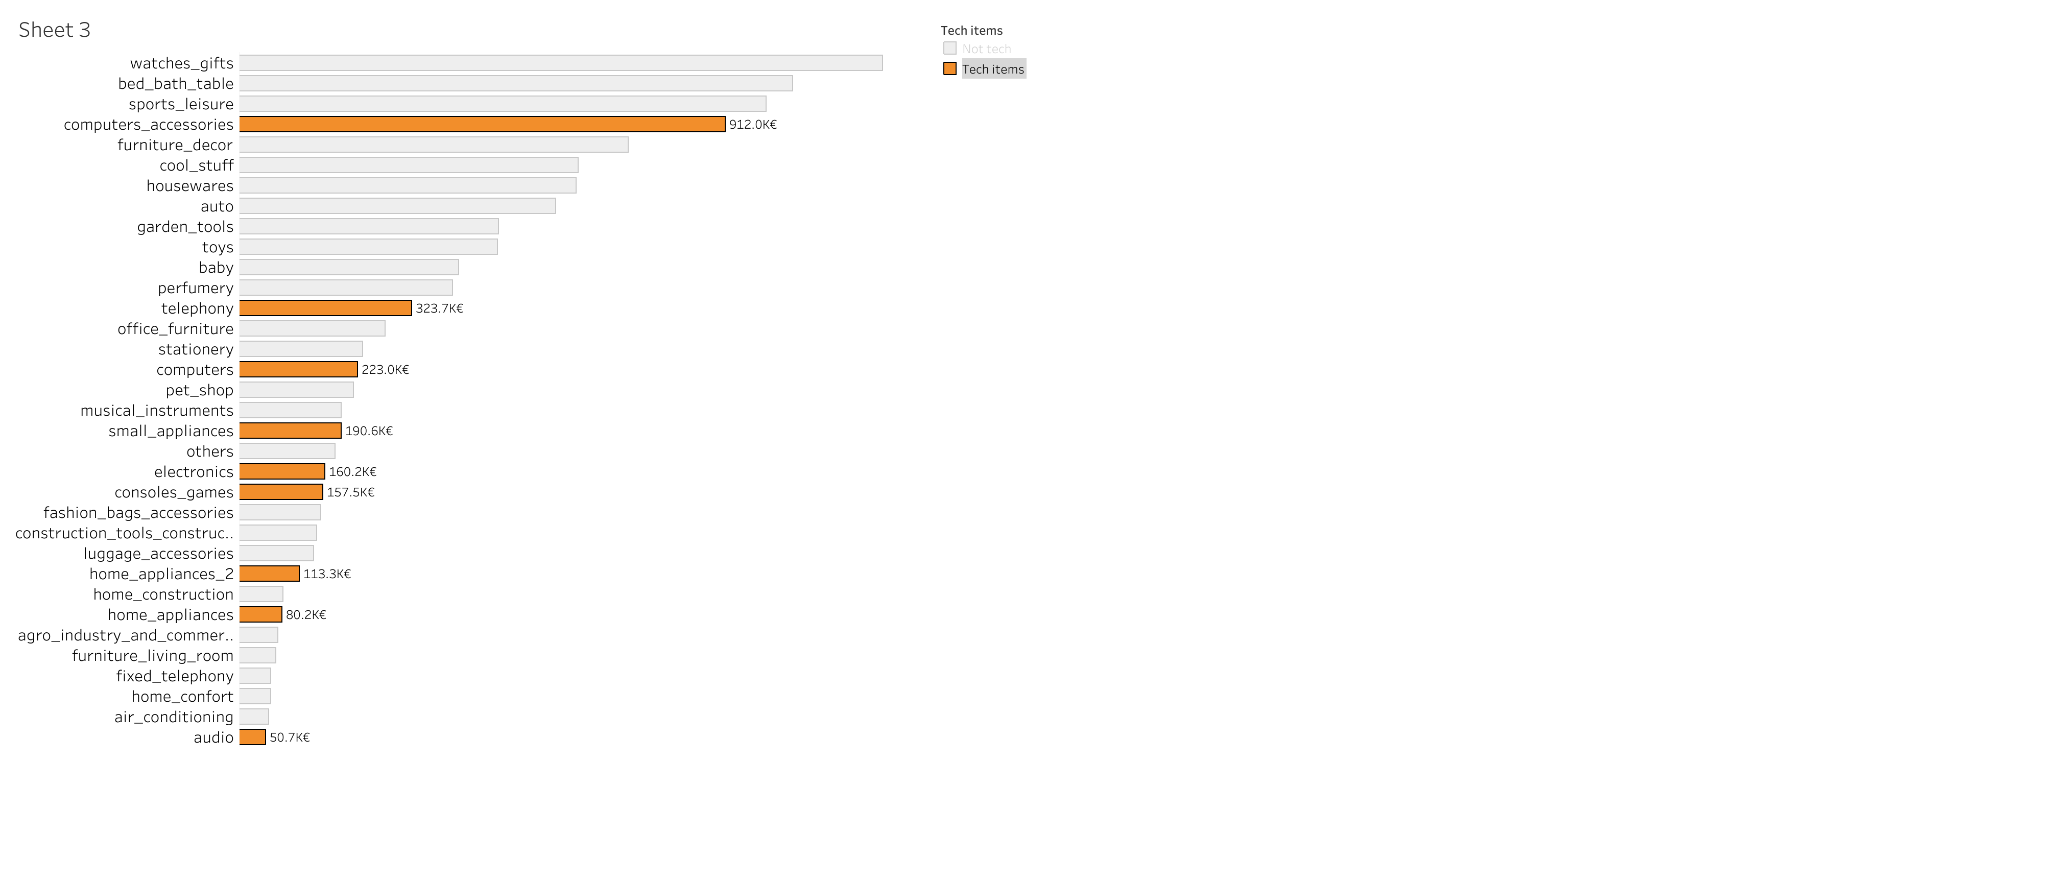 Sheet 3
Tech items
Not tech
Tech items
watches_gifts
bed_bath_table
sports_leisure
computers_accessories 912.0K€
furniture_decor
cool_stuff
housewares
auto
garden_tools
toys
baby
perfumery
telephony 323.7K€
office_furniture
stationery
computers 223.0K€
pet_shop
musical_instruments
small_appliances 190.6K€
others
electronics 160.2K€
consoles_games 157.5K€
fashion_bags_accessories
construction_tools_construc..
luggage_accessories
home_appliances_2 113.3K€
home_construction
home_appliances 80.2K€
agro_industry_and_commer..
furniture_living_room
fixed_telephony
home_confort
air_conditioning
audio 50.7K€